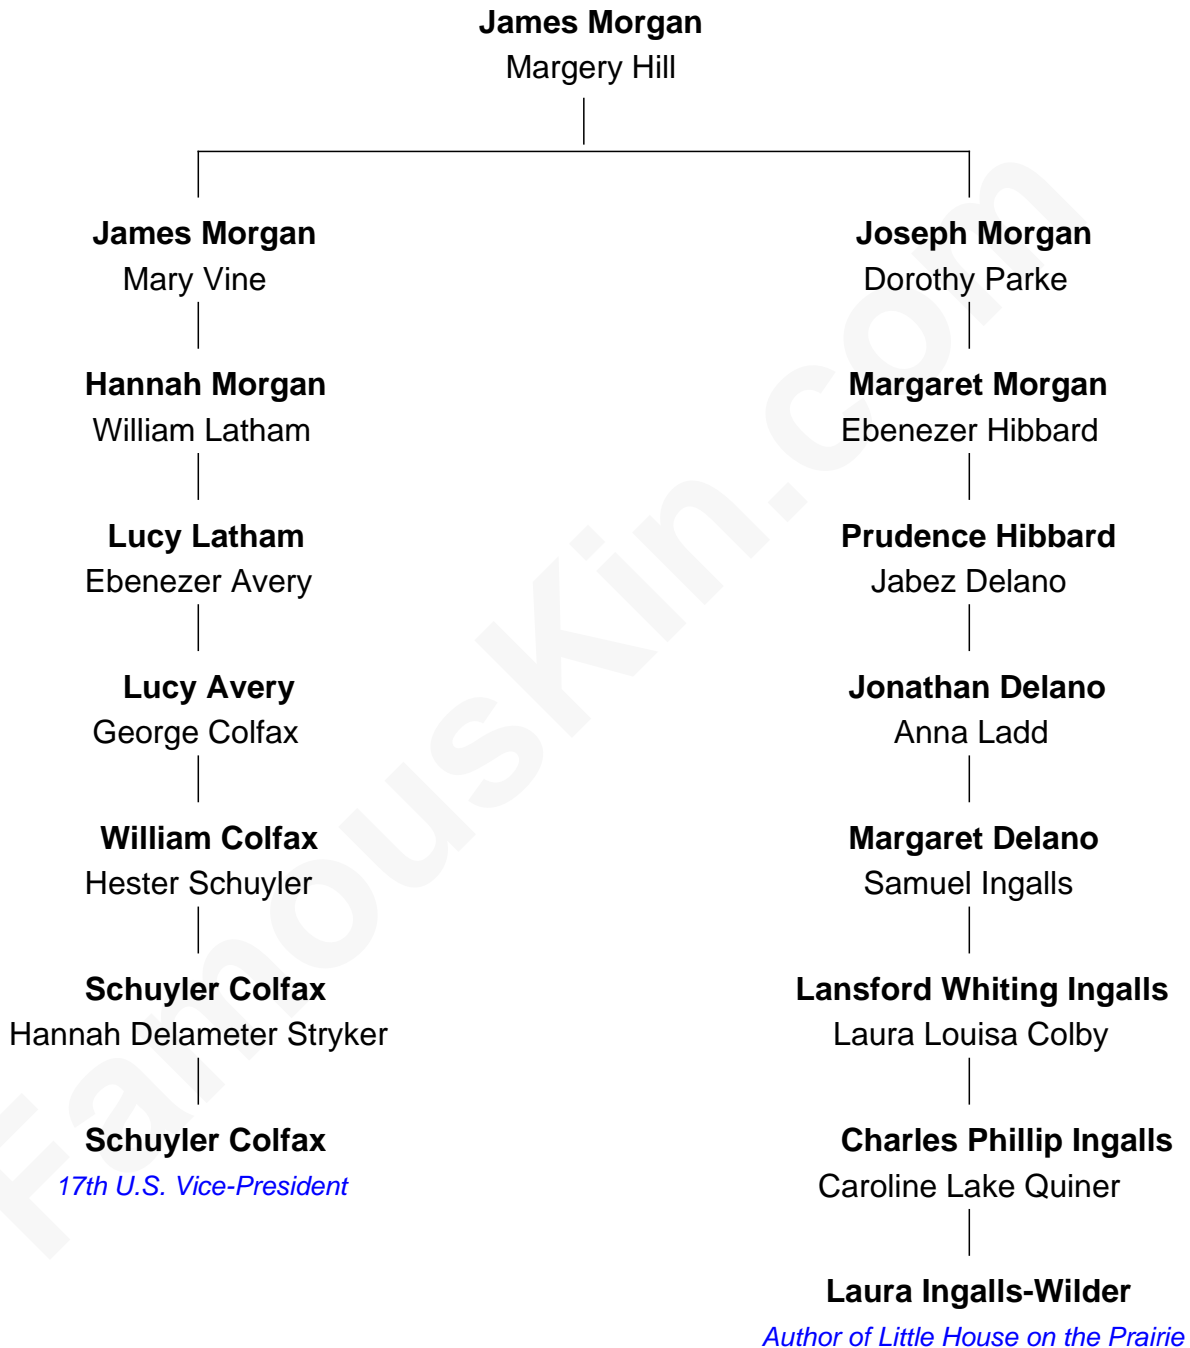 James Morgan
Margery Hill
James Morgan
Mary Vine
Joseph Morgan
Dorothy Parke
Hannah Morgan
William Latham
Margaret Morgan
Ebenezer Hibbard
Lucy Latham
Ebenezer Avery
Prudence Hibbard
Jabez Delano
Lucy Avery
George Colfax
Jonathan Delano
Anna Ladd
William Colfax
Hester Schuyler
Margaret Delano
Samuel Ingalls
Schuyler Colfax
Hannah Delameter Stryker
Lansford Whiting Ingalls
Laura Louisa Colby
Schuyler Colfax
17th U.S. Vice-President
Charles Phillip Ingalls
Caroline Lake Quiner
Laura Ingalls-Wilder
Author of Little House on the Prairie
FamousKin.com